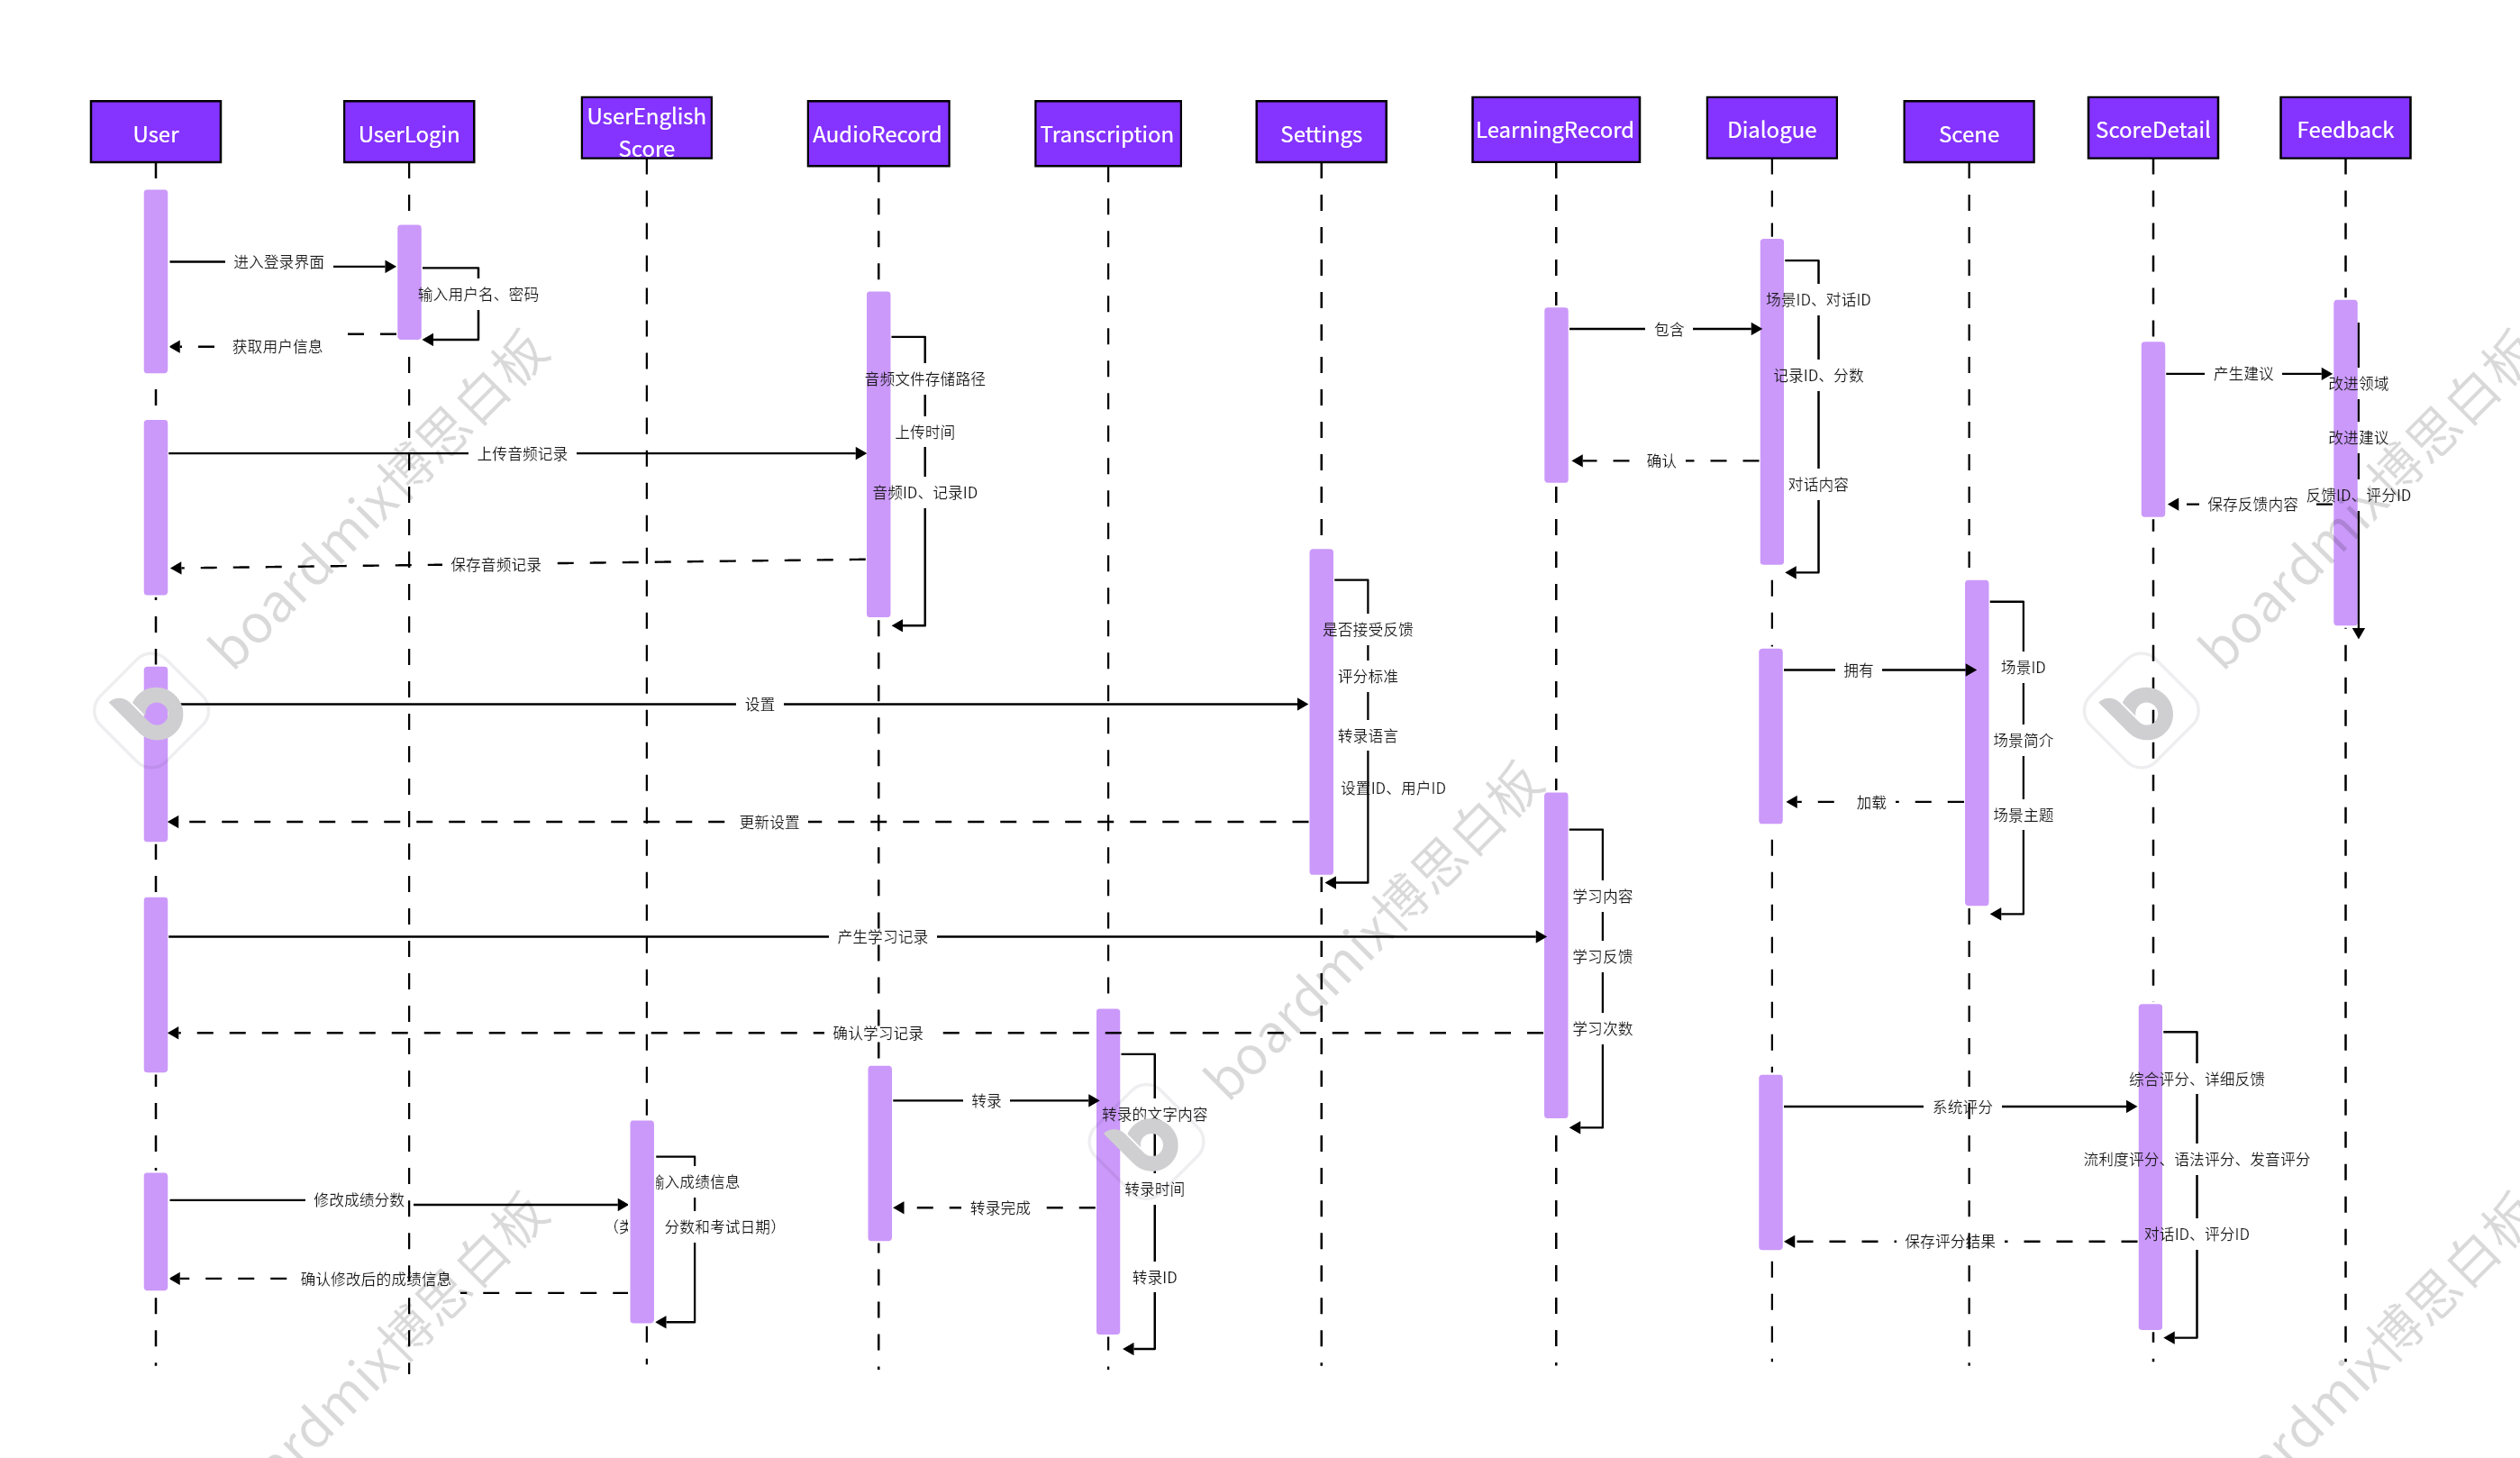 User
UserLogin
UserEnglish
Score
AudioRecord
Transcription
Settings
LearningRecord
Dialogue
Scene
ScoreDetail
Feedback
进入登录界面
输入用户名、密码
获取用户信息
上传音频记录
音频文件存储路径
上传时间
音频ID、记录ID
保存音频记录
设置
是否接受反馈
评分标准
转录语言
设置ID、用户ID
更新设置
包含
场景ID、对话ID
记录ID、分数
对话内容
确认
产生建议
改进领域
改进建议
反馈ID、评分ID
保存反馈内容
拥有
场景ID
场景简介
场景主题
加载
产生学习记录
学习内容
学习反馈
学习次数
确认学习记录
转录
转录的文字内容
转录时间
转录ID
转录完成
系统评分
综合评分、详细反馈
流利度评分、语法评分、发音评分
对话ID、评分ID
保存评分结果
修改成绩分数
输入成绩信息
（类 分数和考试日期）
确认修改后的成绩信息
boardmix博思白板
boardmix博思白板
boardmix博思白板
ardmix博思白板
ardmix博思白板